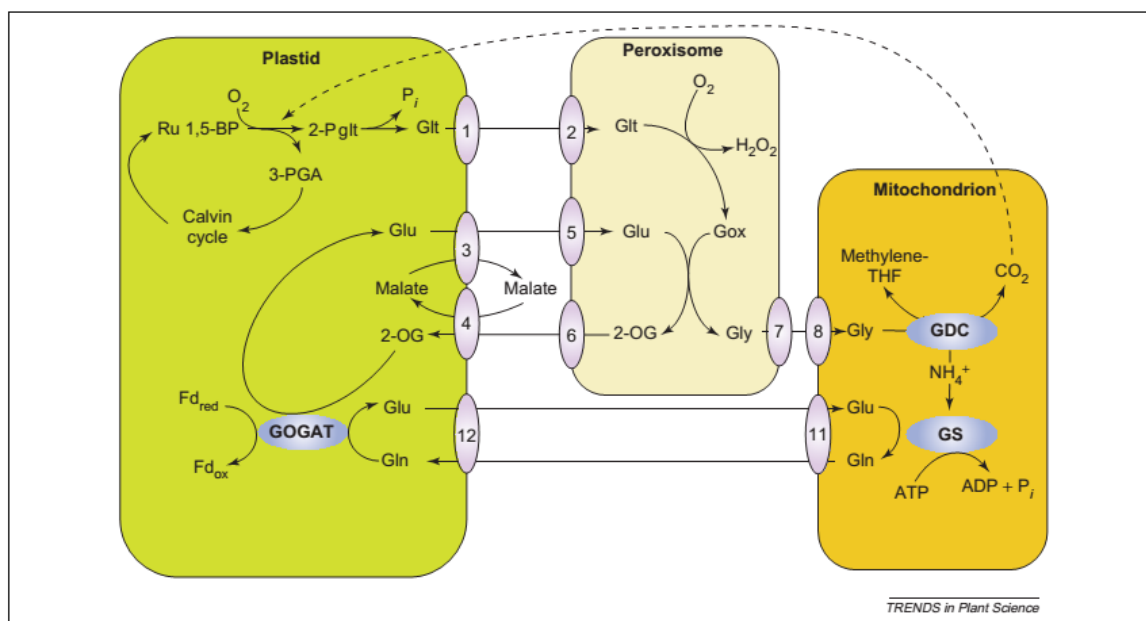 Plastid
O2
Pi
Ru 1,5-BP
2-P glt
Glt
1
3-PGA
Calvin
cycle
Glu
3
Malate
Malate
4
2-OG
Fdred
GOGAT
Fdox
Glu
Gln
12
Peroxisome
O2
2
Glt
H2O2
5
Glu
Gox
6
2-OG
Gly
7
Mitochondrion
Methylene-
THF
CO2
8
Gly
GDC
NH4+
11
Glu
Gln
GS
ATP
ADP + Pi
TRENDS in Plant Science